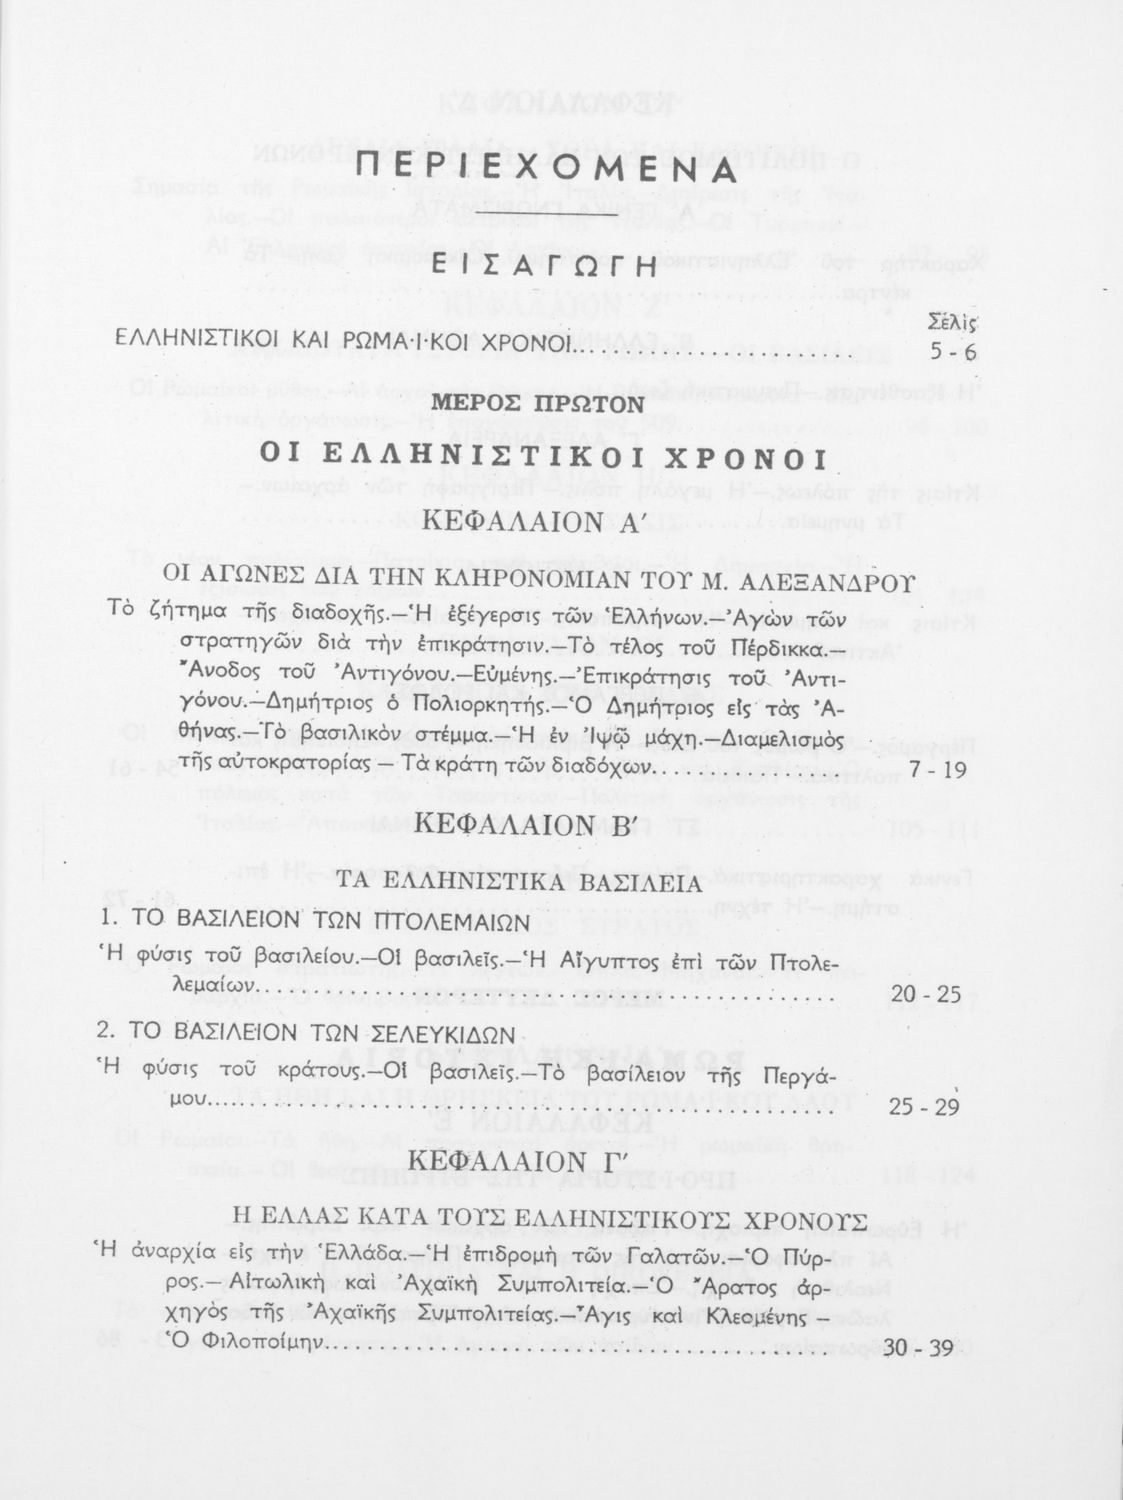 ΠΕΡΙΕΧΟΜΕΝΑ
ΕΙΣΑΓΩΓΗ
Σελὶς
ΕΛΛΗΝΙΣΤΙΚΟΙ ΚΑΙ ΡΩΜΑ·Ι·ΚΟΙ ΧΡΟΝΟΙ.......................... 5 - 6
ΜΕΡΟΣ ΠΡΩΤΟΝ
ΟΙ ΕΛΛΗΝΙΣΤΙΚΟΙ ΧΡΟΝΟΙ
ΚΕΦΑΛΑΙΟΝ Α′
ΟΙ ΑΓΩΝΕΣ ΔΙΑ ΤΗΝ ΚΛΗΡΟΝΟΜΙΑΝ ΤΟΥ Μ. ΑΛΕΞΑΝΔΡΟΥ
Τὸ ζήτημα τῆς διαδοχῆς.—Ἡ ἐξέγερσις τῶν Ἑλλήνων.—Ἀγὼν τῶν
στρατηγῶν διὰ τὴν ἐπικράτησιν.—Τὸ τέλος τοῦ Πέρδικκα.—
Ἄνοδος τοῦ Ἀντιγόνου.—Εὐμένης.—Ἐπικράτησις τοῦ Ἀντι-
γόνου.—Δημήτριος ὁ Πολιορκητής.—Ὁ Δημήτριος εἰς τὰς Ἀ-
θήνας.—Τὸ βασιλικὸν στέμμα.—Ἡ ἐν Ἰψῷ μάχη.—Διαμελισμὸς
τῆς αὐτοκρατορίας — Τὰ κράτη τῶν διαδόχων................. 7 - 19
ΚΕΦΑΛΑΙΟΝ Β′
ΤΑ ΕΛΛΗΝΙΣΤΙΚΑ ΒΑΣΙΛΕΙΑ
1. ΤΟ ΒΑΣΙΛΕΙΟΝ ΤΩΝ ΠΤΟΛΕΜΑΙΩΝ
Ἡ φύσις τοῦ βασιλείου.—Οἱ βασιλεῖς.—Ἡ Αἴγυπτος ἐπὶ τῶν Πτολε-
λεμαίων..................................................... 20 - 25
2. ΤΟ ΒΑΣΙΛΕΙΟΝ ΤΩΝ ΣΕΛΕΥΚΙΔΩΝ
Ἡ φύσις τοῦ κράτους.—Οἱ βασιλεῖς.—Τὸ βασίλειον τῆς Περγά-
μου......................................................... 25 - 29
ΚΕΦΑΛΑΙΟΝ Γ′
Η ΕΛΛΑΣ ΚΑΤΑ ΤΟΥΣ ΕΛΛΗΝΙΣΤΙΚΟΥΣ ΧΡΟΝΟΥΣ
Ἡ ἀναρχία εἰς τὴν Ἑλλάδα.—Ἡ ἐπιδρομὴ τῶν Γαλατῶν.—Ὁ Πύρ-
ρος.— Αἰτωλικὴ καὶ Ἀχαϊκὴ Συμπολιτεία.—Ὁ Ἄρατος ἀρ-
χηγὸς τῆς Ἀχαϊκῆς Συμπολιτείας.—Ἆγις καὶ Κλεομένης —
Ὁ Φιλοποίμην............................................... 30 - 39